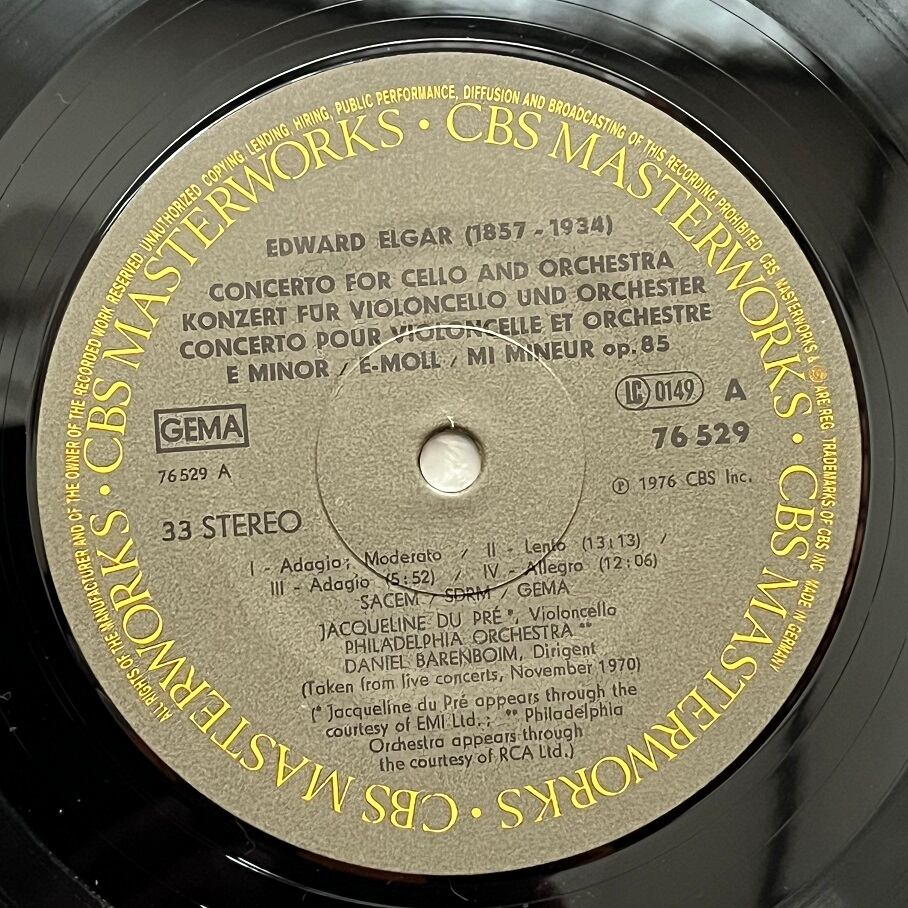 ALL RIGHTS OF THE MANUFACTURER AND OF THE OWNER OF THE RECORDED WORK RESERVED UNAUTHORIZED COPYING, LENDING, HIRING, PUBLIC PERFORMANCE, DIFFUSION AND BROADCASTING OF THIS RECORDING PROHIBITED CBS MASTERWORKS & ARE REG TRADEMARKS OF CBS INC MADE IN GERMANY
CBS MASTERWORKS • CBS MASTERWORKS • CBS MASTERWORKS • CBS MASTERWORKS •
EDWARD ELGAR (1857 - 1934)
CONCERTO FOR CELLO AND ORCHESTRA
KONZERT FÜR VIOLONCELLO UND ORCHESTER
CONCERTO POUR VIOLONCELLE ET ORCHESTRE
E MINOR / E-MOLL / MI MINEUR op. 85
LC 0149 A
GEMA
76 529
76 529 A
℗ 1976 CBS Inc.
33 STEREO
I - Adagio; Moderato / II - Lento (13:13) /
III - Adagio (5:52) / IV - Allegro (12:06)
SACEM / SDRM / GEMA
JACQUELINE DU PRÉ*, Violoncello
PHILADELPHIA ORCHESTRA**
DANIEL BARENBOIM, Dirigent
(Taken from live concerts, November 1970)
(* Jacqueline du Pré appears through the
courtesy of EMI Ltd.; ** Philadelphia
Orchestra appears through
the courtesy of RCA Ltd.)